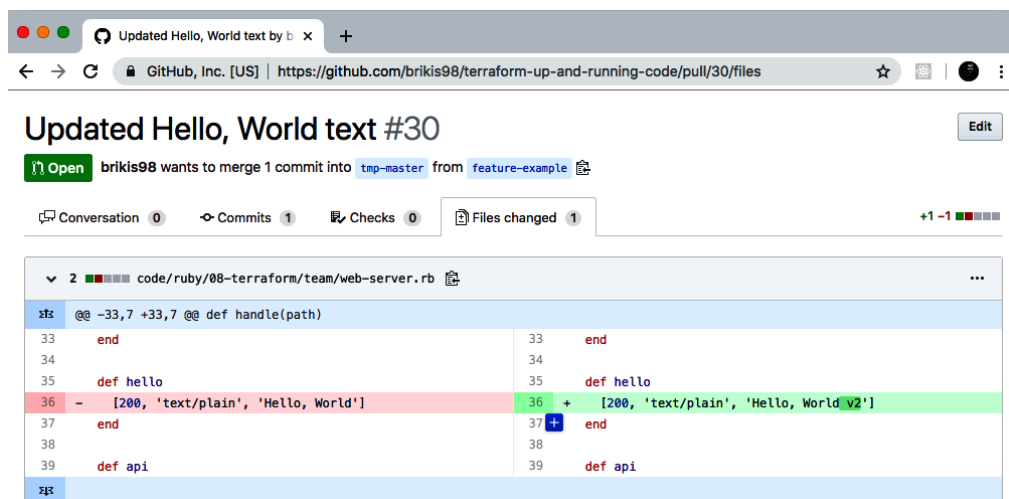 Updated Hello, World text by b
GitHub, Inc. [US] | https://github.com/brikis98/terraform-up-and-running-code/pull/30/files
Updated Hello, World text #30
Edit
Open brikis98 wants to merge 1 commit into tmp-master from feature-example
Conversation 0 Commits 1 Checks 0 Files changed 1 +1 −1
2 code/ruby/08-terraform/team/web-server.rb ...
@@ -33,7 +33,7 @@ def handle(path)
33 end 33 end
34 34
35 def hello 35 def hello
36 - [200, 'text/plain', 'Hello, World'] 36 + [200, 'text/plain', 'Hello, World v2']
37 end 37 + end
38 38
39 def api 39 def api